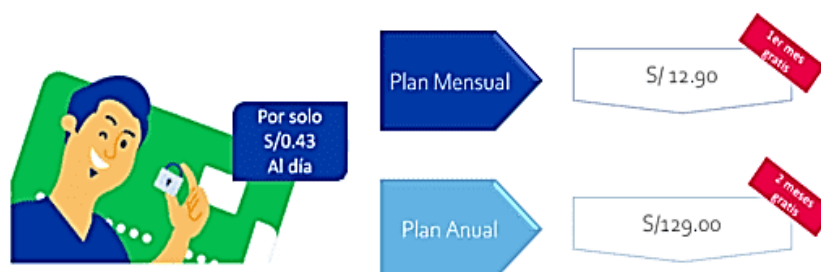 Por solo
S/0.43
Al día
Plan Mensual
S/ 12.90
1er mes
gratis
Plan Anual
S/129.00
2 meses
gratis